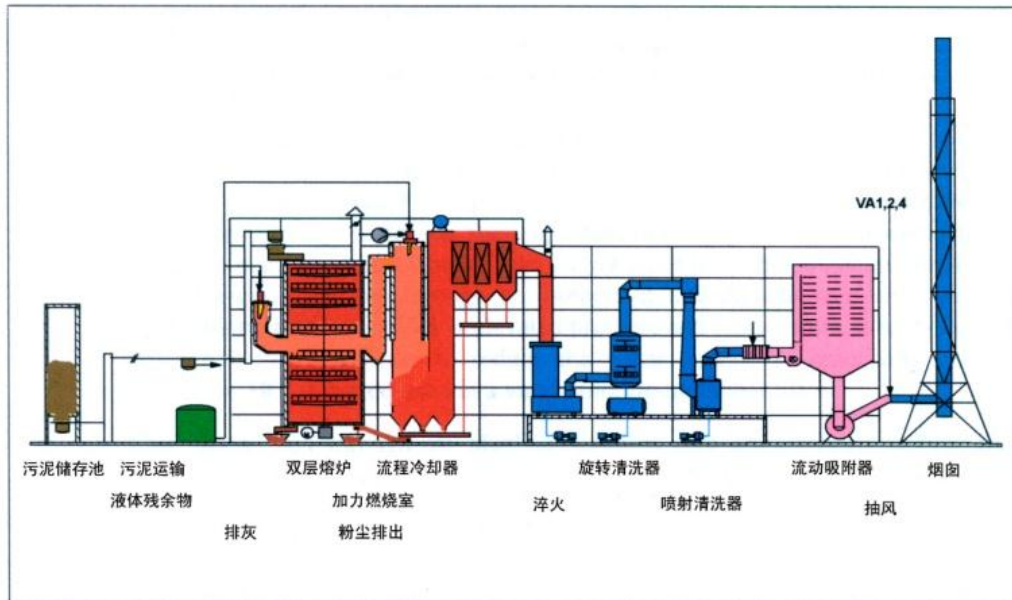 VA1,2,4
污泥储存池 污泥运输 双层熔炉 流程冷却器 旋转清洗器 流动吸附器 烟囱
液体残余物 加力燃烧室 淬火 喷射清洗器 抽风
排灰 粉尘排出